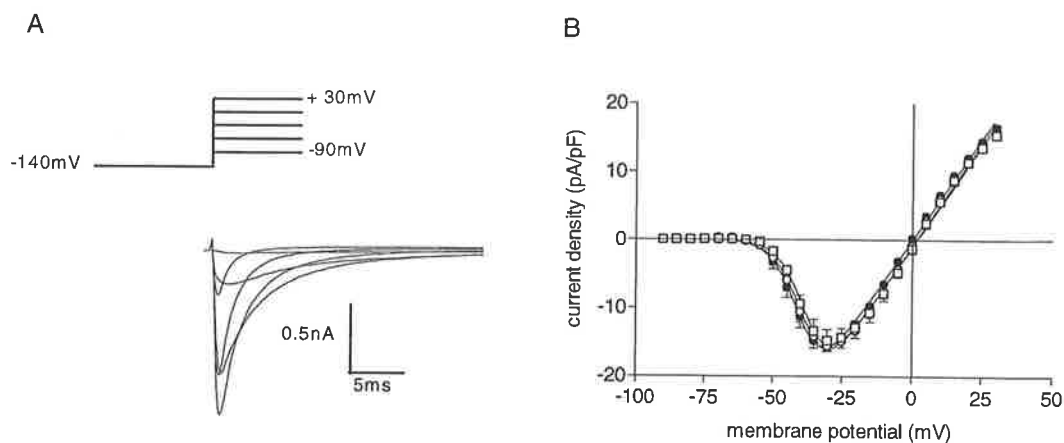 A
+ 30mV
-90mV
-140mV
0.5nA
5ms
B
20
10
0
-10
-20
-100
-75
-50
-25
0
25
50
current density (pA/pF)
membrane potential (mV)